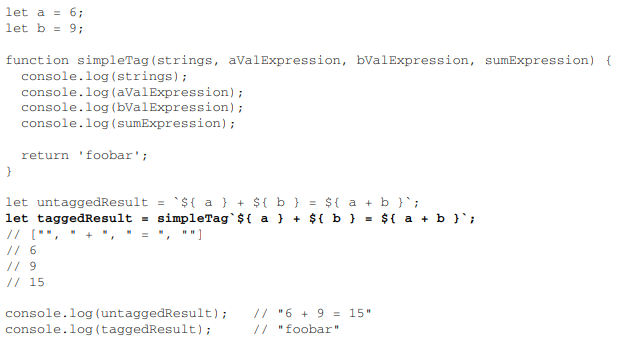 let a = 6;
let b = 9;

function simpleTag(strings, aValExpression, bValExpression, sumExpression) {
  console.log(strings);
  console.log(aValExpression);
  console.log(bValExpression);
  console.log(sumExpression);

  return 'foobar';
}

let untaggedResult = `${ a } + ${ b } = ${ a + b }`;
let taggedResult = simpleTag`${ a } + ${ b } = ${ a + b }`;
// ["", " + ", " = ", ""]
// 6
// 9
// 15

console.log(untaggedResult);   // "6 + 9 = 15"
console.log(taggedResult);     // "foobar"